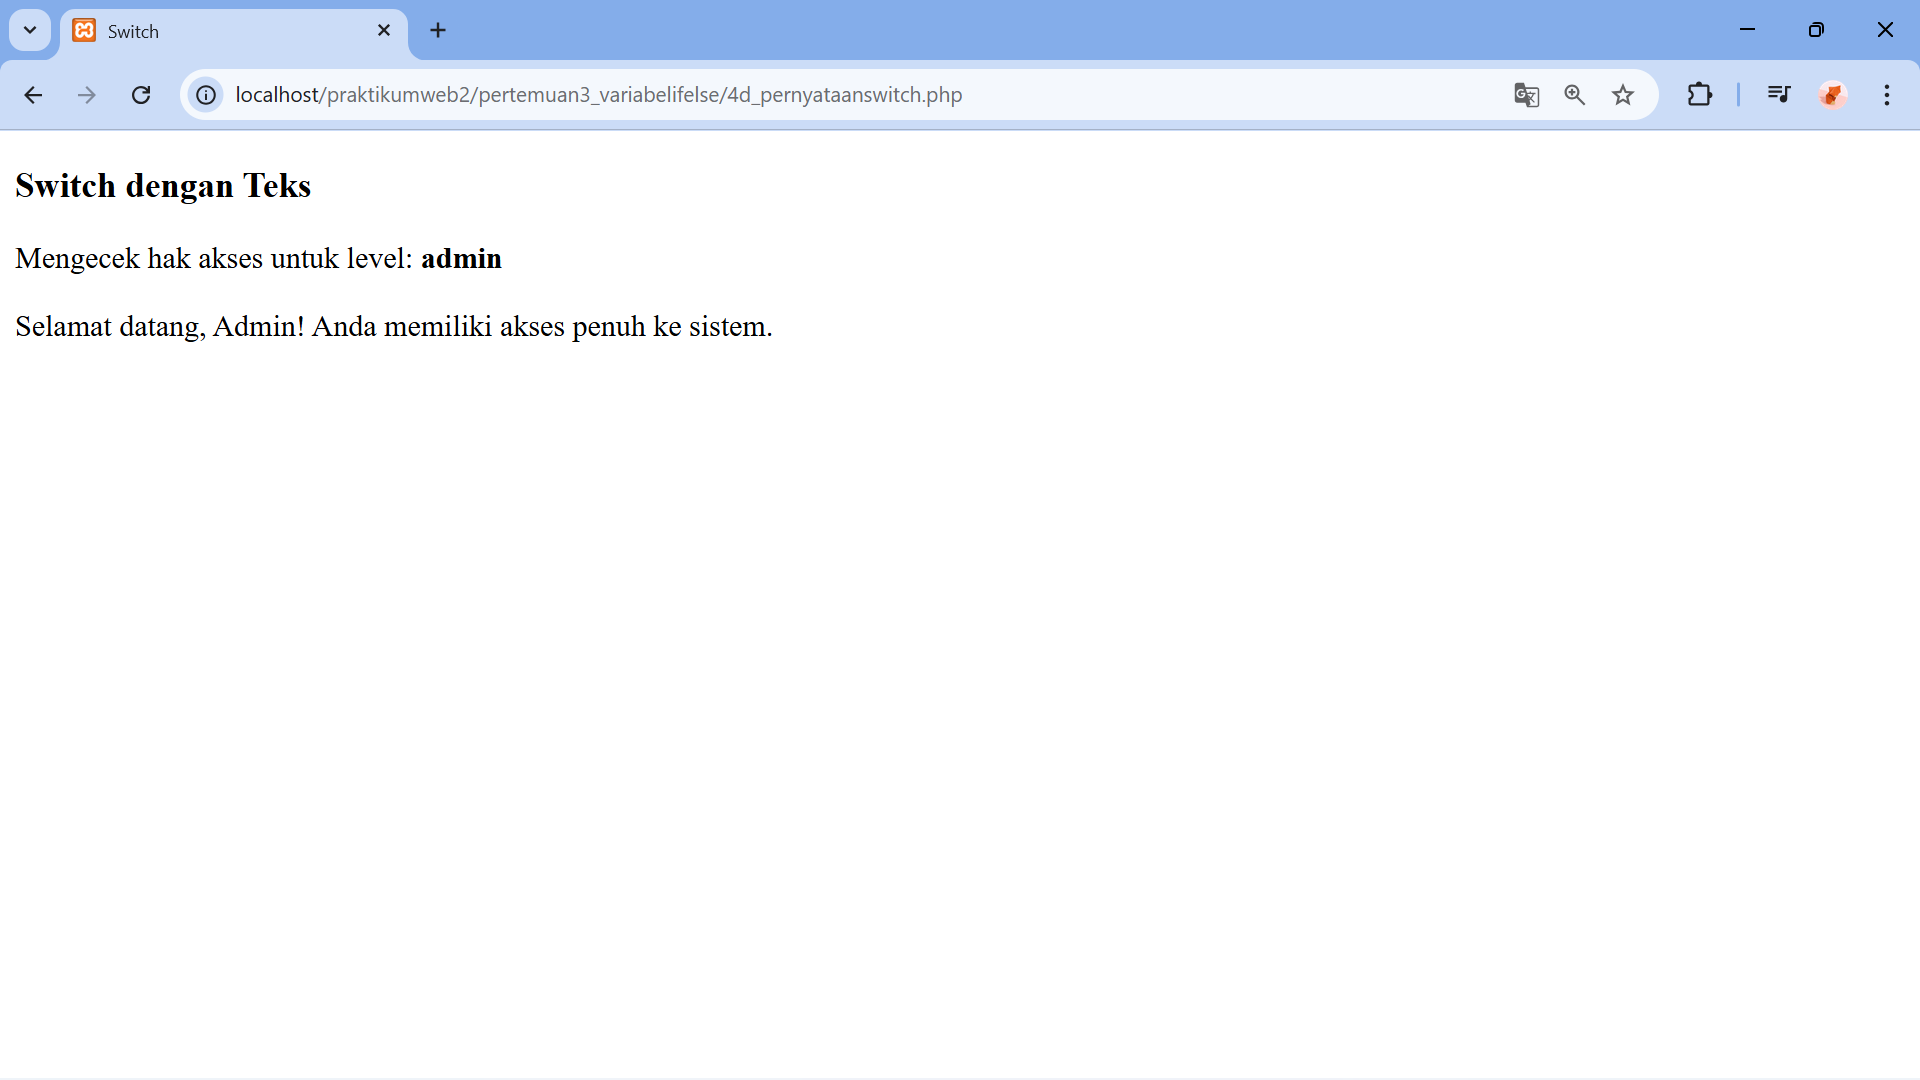 Switch
localhost/praktikumweb2/pertemuan3_variabelifelse/4d_pernyataanswitch.php
Switch dengan Teks
Mengecek hak akses untuk level: admin
Selamat datang, Admin! Anda memiliki akses penuh ke sistem.